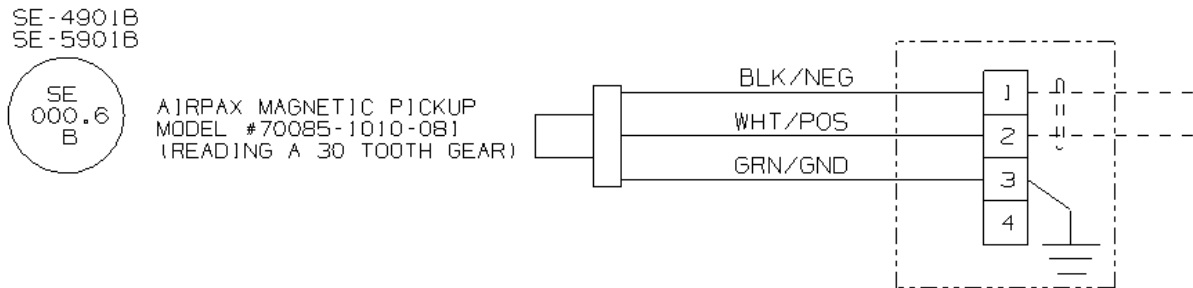 SE-4901B
SE-5901B
SE
000.6
B
AIRPAX MAGNETIC PICKUP
MODEL #70085-1010-081
(READING A 30 TOOTH GEAR)
BLK/NEG
WHT/POS
GRN/GND
1
2
3
4